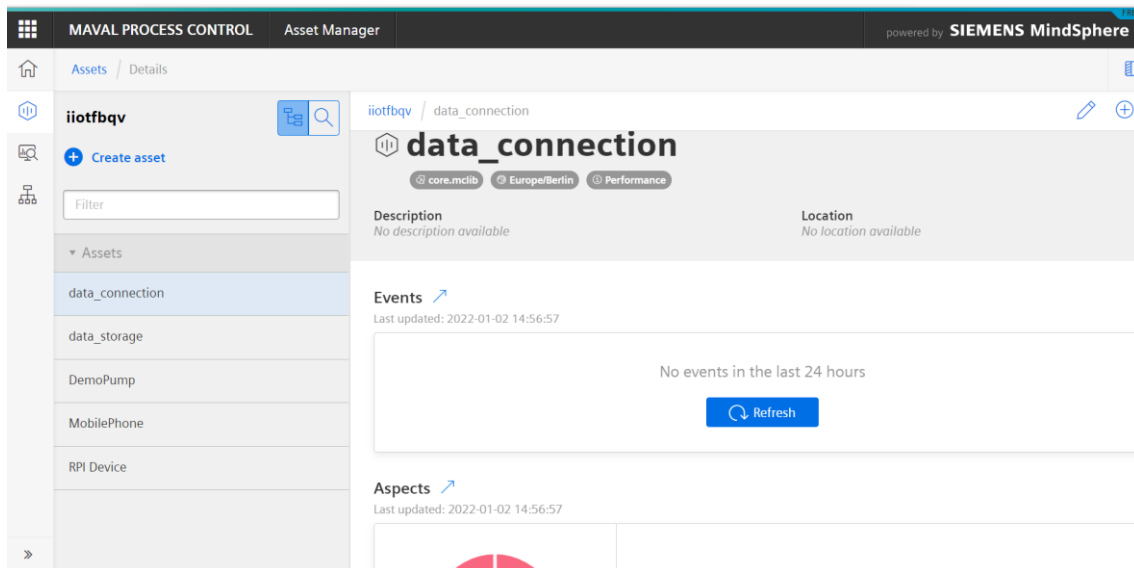 FRE
MAVAL PROCESS CONTROL Asset Manager powered by SIEMENS MindSphere
Assets / Details
iiotfbqv
Create asset
Filter
Assets
data_connection
data_storage
DemoPump
MobilePhone
RPI Device
iiotfbqv / data_connection
data_connection
core.mclib Europe/Berlin Performance
Description Location
No description available No location available
Events
Last updated: 2022-01-02 14:56:57
No events in the last 24 hours
Refresh
Aspects
Last updated: 2022-01-02 14:56:57